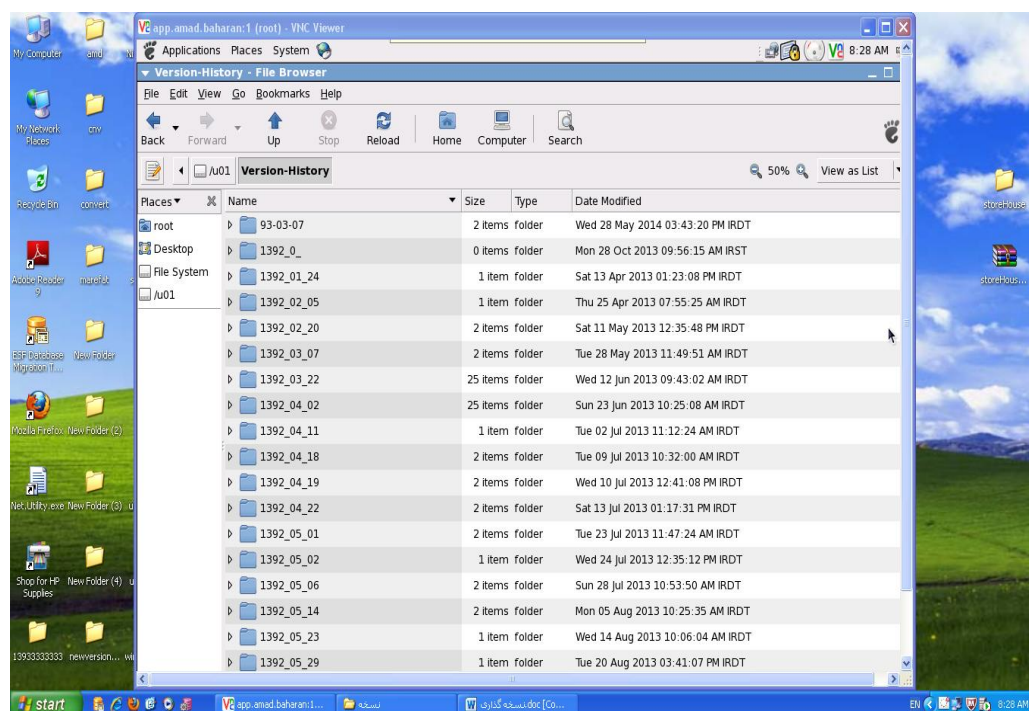 app.amad.baharan:1 (root) - VNC Viewer
Applications Places System
8:28 AM
Version-History - File Browser
File Edit View Go Bookmarks Help
Back Forward Up Stop Reload Home Computer Search
/u01 Version-History 50% View as List
Places Name Size Type Date Modified
root
Desktop
File System
/u01
93-03-07 2 items folder Wed 28 May 2014 03:43:20 PM IRDT
1392_0_ 0 items folder Mon 28 Oct 2013 09:56:15 AM IRST
1392_01_24 1 item folder Sat 13 Apr 2013 01:23:08 PM IRDT
1392_02_05 1 item folder Thu 25 Apr 2013 07:55:25 AM IRDT
1392_02_20 2 items folder Sat 11 May 2013 12:35:48 PM IRDT
1392_03_07 2 items folder Tue 28 May 2013 11:49:51 AM IRDT
1392_03_22 25 items folder Wed 12 Jun 2013 09:43:02 AM IRDT
1392_04_02 25 items folder Sun 23 Jun 2013 10:25:08 AM IRDT
1392_04_11 1 item folder Tue 02 Jul 2013 11:12:24 AM IRDT
1392_04_18 2 items folder Tue 09 Jul 2013 10:32:00 AM IRDT
1392_04_19 2 items folder Wed 10 Jul 2013 12:41:08 PM IRDT
1392_04_22 2 items folder Sat 13 Jul 2013 01:17:31 PM IRDT
1392_05_01 2 items folder Tue 23 Jul 2013 11:47:24 AM IRDT
1392_05_02 1 item folder Wed 24 Jul 2013 12:35:12 PM IRDT
1392_05_06 2 items folder Sun 28 Jul 2013 10:53:50 AM IRDT
1392_05_14 2 items folder Mon 05 Aug 2013 10:25:35 AM IRDT
1392_05_23 1 item folder Wed 14 Aug 2013 10:06:04 AM IRDT
1392_05_29 1 item folder Tue 20 Aug 2013 03:41:07 PM IRDT
My Computer amd
My Network Places cnv
Recycle Bin convert
Adobe Reader 9 marefat
ESF Database Migration T... New Folder
Mozilla Firefox New Folder (2)
Net.Utility.exe New Folder (3)
Shop for HP Supplies New Folder (4)
13933333333 newversion...
storeHouse
storeHous...
start
app.amad.baharan:1...
نسخه
نسخه گذاری.doc [Co...
EN 8:28 AM